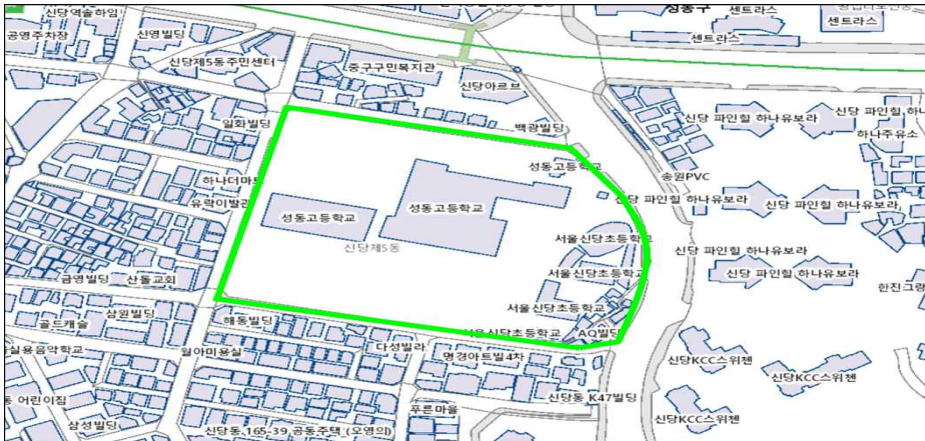 신당역솔하임
공영주차장
신영빌딩
신당제5동주민센터
중구구민복지관
신당아르브
성동구
센트라스
센트라스
센트라스
일화빌딩
백광빌딩
신당 파인힐 하나유보라
신당 파인힐 하나유보라
하나주유소
하나더마트
유락이발관
성동고등학교
성동고등학교
성동고등학교
송원PVC
신당 파인힐 하나유보라
신당 파인힐 하나유보라
신당제5동
서울신당초등학교
신당 파인힐 하나유보라
금영빌딩
산돌교회
서울신당초등학교
신당 파인힐 하나유보라
한진그랑
삼원빌딩
해동빌딩
서울신당초등학교
골드캐슬
서울신당초등학교
AQ빌딩
실용음악학교
월아미용실
다성빌라
명경아트빌4차
신당KCC스위첸
신당KCC스위첸
동 어린이집
신당동 K47빌딩
푸른마을
삼성빌딩
신당동 165-39 공동주택 (오영의)
신당KCC스위첸